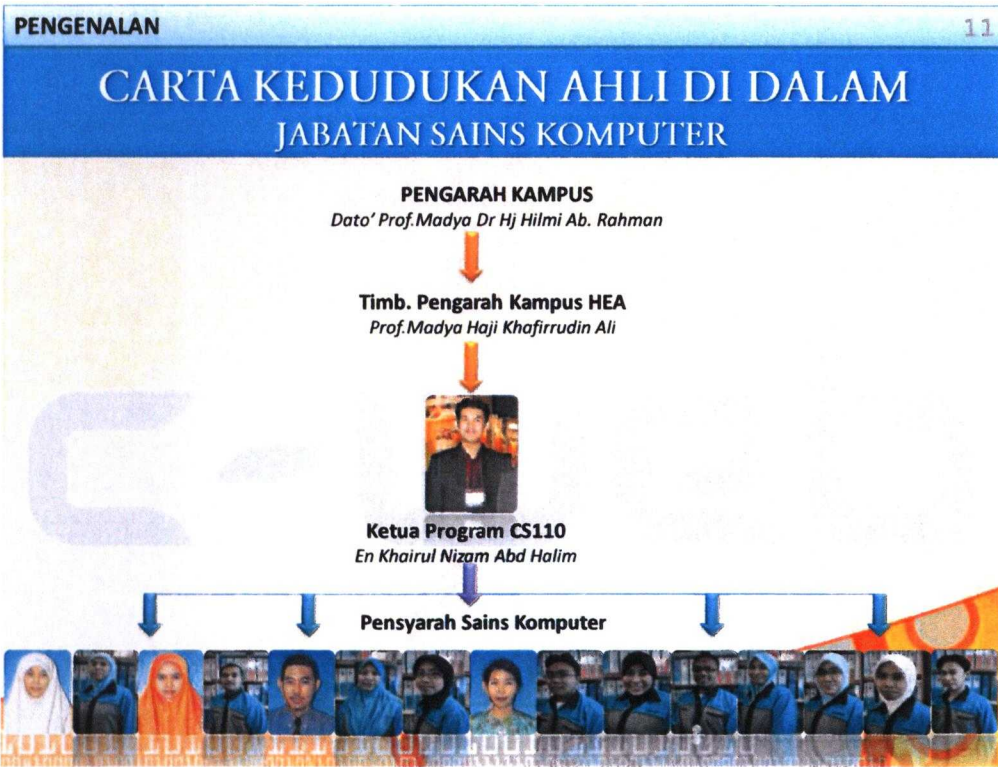 PENGENALAN
11
CARTA KEDUDUKAN AHLI DI DALAM
JABATAN SAINS KOMPUTER
PENGARAH KAMPUS
Dato' Prof.Madya Dr Hj Hilmi Ab. Rahman
Timb. Pengarah Kampus HEA
Prof.Madya Haji Khafirrudin Ali
Ketua Program CS110
En Khairul Nizam Abd Halim
Pensyarah Sains Komputer